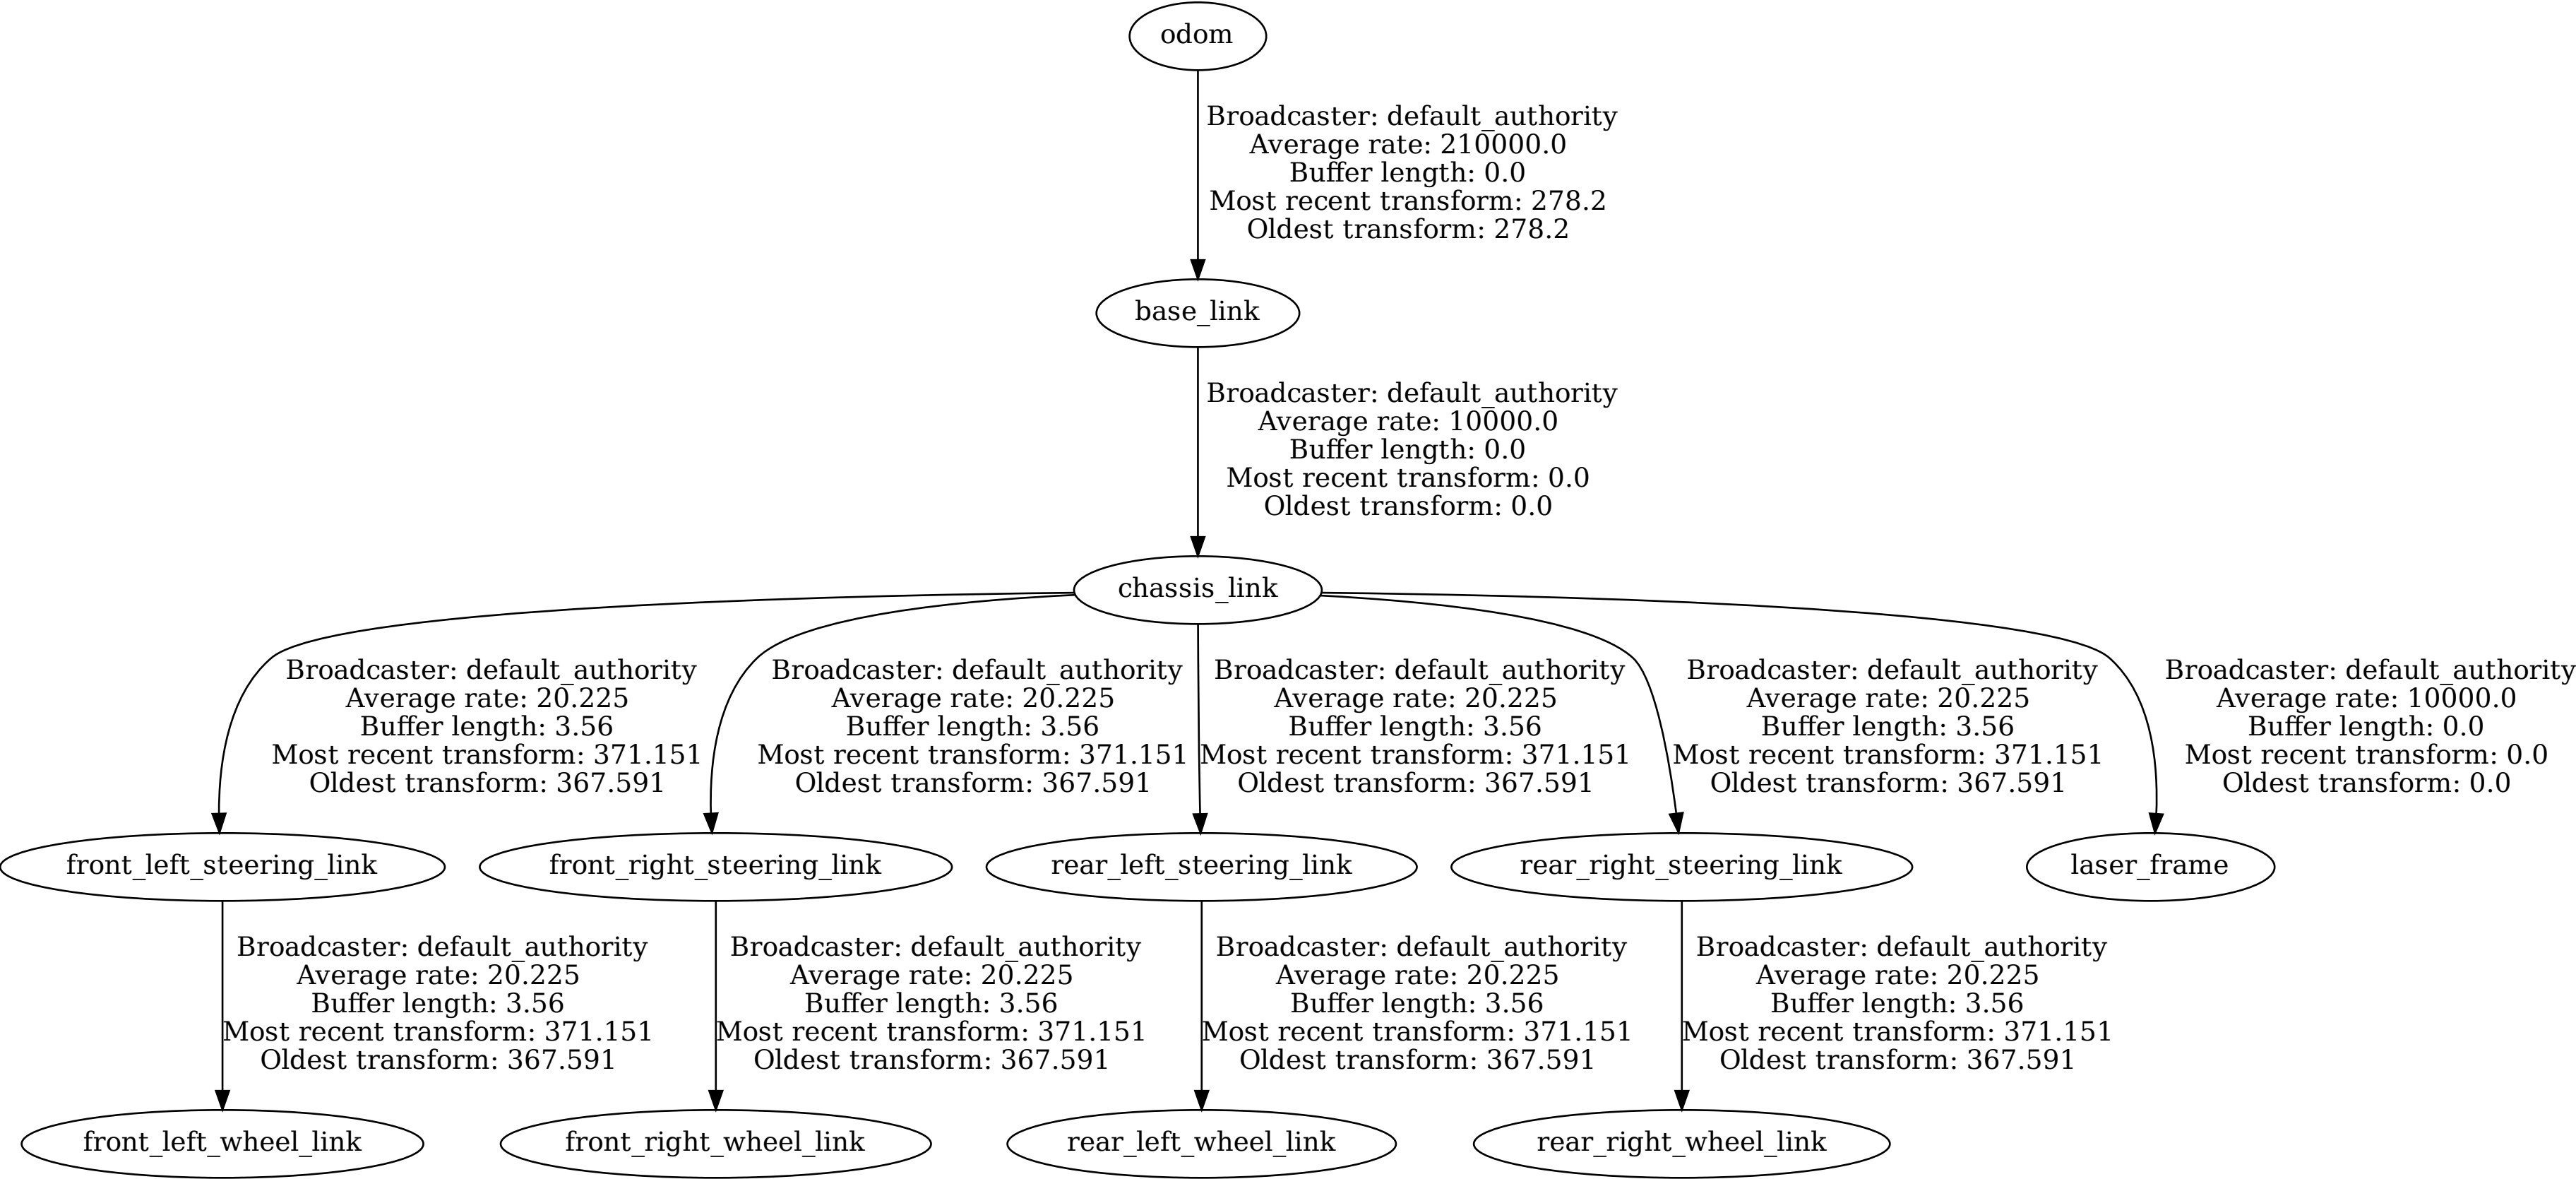 odom
Broadcaster: default_authority
Average rate: 210000.0
Buffer length: 0.0
Most recent transform: 278.2
Oldest transform: 278.2
base_link
Broadcaster: default_authority
Average rate: 10000.0
Buffer length: 0.0
Most recent transform: 0.0
Oldest transform: 0.0
chassis_link
Broadcaster: default_authority
Average rate: 20.225
Buffer length: 3.56
Most recent transform: 371.151
Oldest transform: 367.591
Broadcaster: default_authority
Average rate: 20.225
Buffer length: 3.56
Most recent transform: 371.151
Oldest transform: 367.591
Broadcaster: default_authority
Average rate: 20.225
Buffer length: 3.56
Most recent transform: 371.151
Oldest transform: 367.591
Broadcaster: default_authority
Average rate: 20.225
Buffer length: 3.56
Most recent transform: 371.151
Oldest transform: 367.591
Broadcaster: default_authority
Average rate: 10000.0
Buffer length: 0.0
Most recent transform: 0.0
Oldest transform: 0.0
front_left_steering_link
front_right_steering_link
rear_left_steering_link
rear_right_steering_link
laser_frame
Broadcaster: default_authority
Average rate: 20.225
Buffer length: 3.56
Most recent transform: 371.151
Oldest transform: 367.591
Broadcaster: default_authority
Average rate: 20.225
Buffer length: 3.56
Most recent transform: 371.151
Oldest transform: 367.591
Broadcaster: default_authority
Average rate: 20.225
Buffer length: 3.56
Most recent transform: 371.151
Oldest transform: 367.591
Broadcaster: default_authority
Average rate: 20.225
Buffer length: 3.56
Most recent transform: 371.151
Oldest transform: 367.591
front_left_wheel_link
front_right_wheel_link
rear_left_wheel_link
rear_right_wheel_link